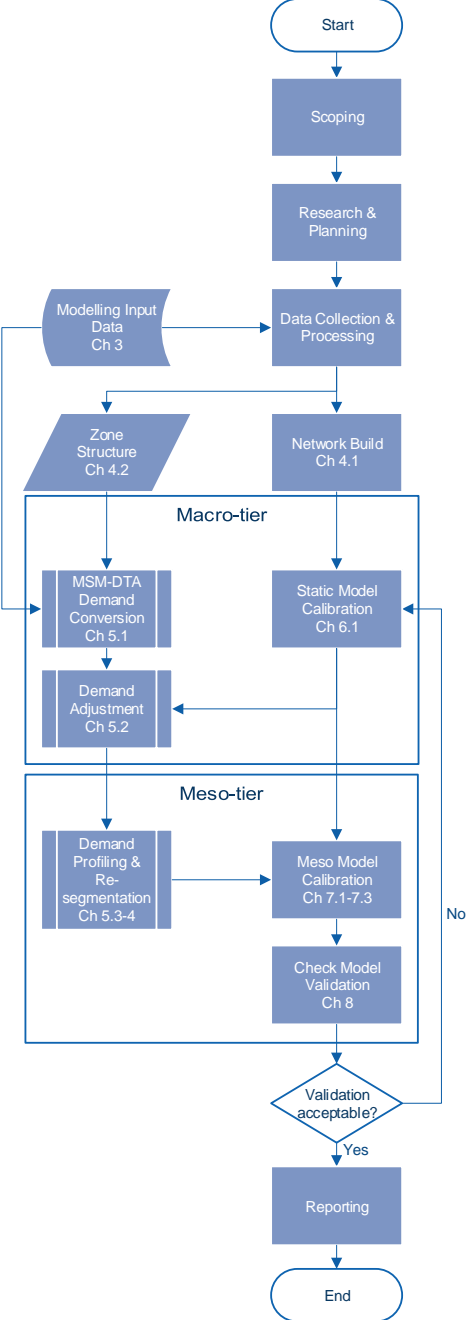 Start
Scoping
Research &
Planning
Modelling Input
Data
Ch 3
Data Collection &
Processing
Zone
Structure
Ch 4.2
Network Build
Ch 4.1
Macro-tier
MSM-DTA
Demand
Conversion
Ch 5.1
Static Model
Calibration
Ch 6.1
Demand
Adjustment
Ch 5.2
Meso-tier
Demand
Profiling &
Re-
segmentation
Ch 5.3-4
Meso Model
Calibration
Ch 7.1-7.3
No
Check Model
Validation
Ch 8
Validation
acceptable?
Yes
Reporting
End